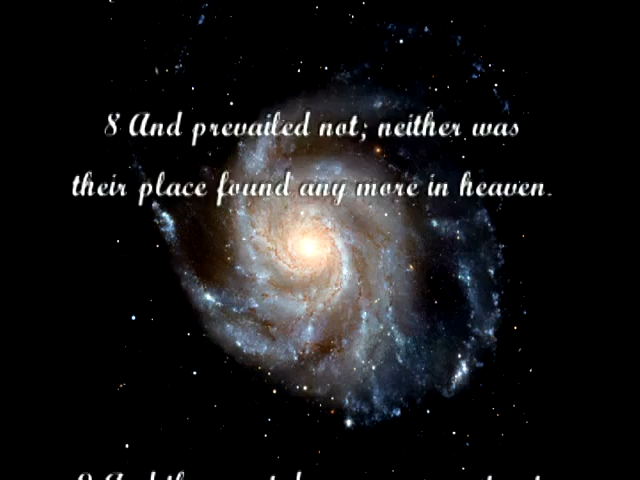 8 And prevailed not; neither was
their place found any more in heaven.